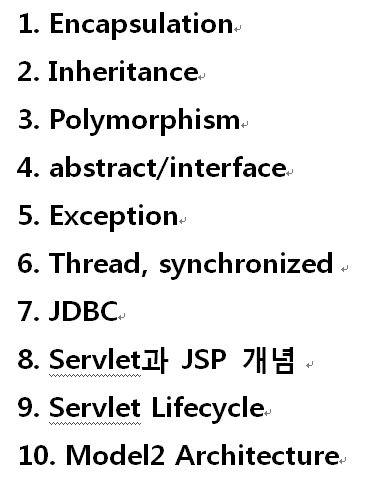 1. Encapsulation
2. Inheritance
3. Polymorphism
4. abstract/interface
5. Exception
6. Thread, synchronized
7. JDBC
8. Servlet과 JSP 개념
9. Servlet Lifecycle
10. Model2 Architecture